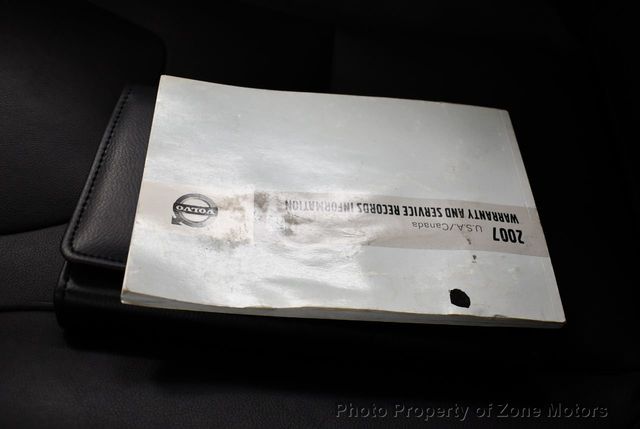 2007
U.S.A./Canada
WARRANTY AND SERVICE RECORDS INFORMATION
VOLVO
Photo Property of Zone Motors